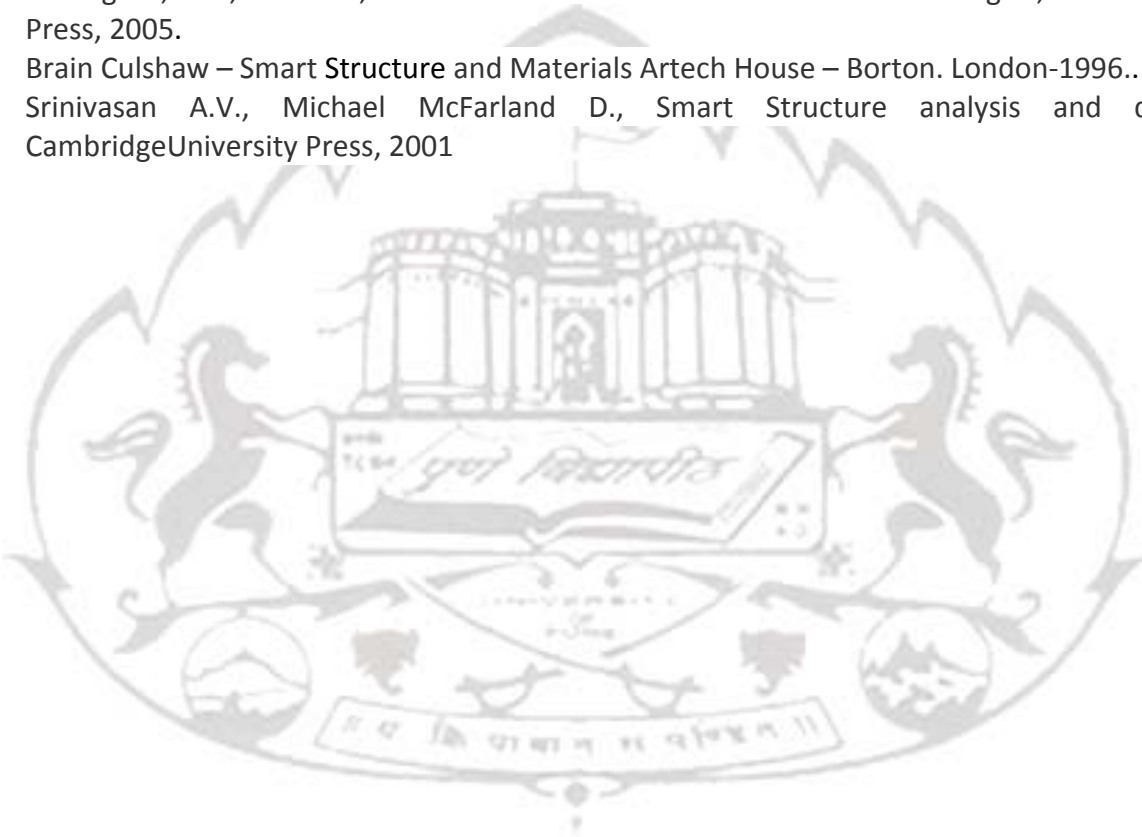 Press, 2005.
Brain Culshaw – Smart Structure and Materials Artech House – Borton. London-1996..
Srinivasan A.V., Michael McFarland D., Smart Structure analysis and
CambridgeUniversity Press, 2001
॥ यः क्रियावान स पण्डितः ॥